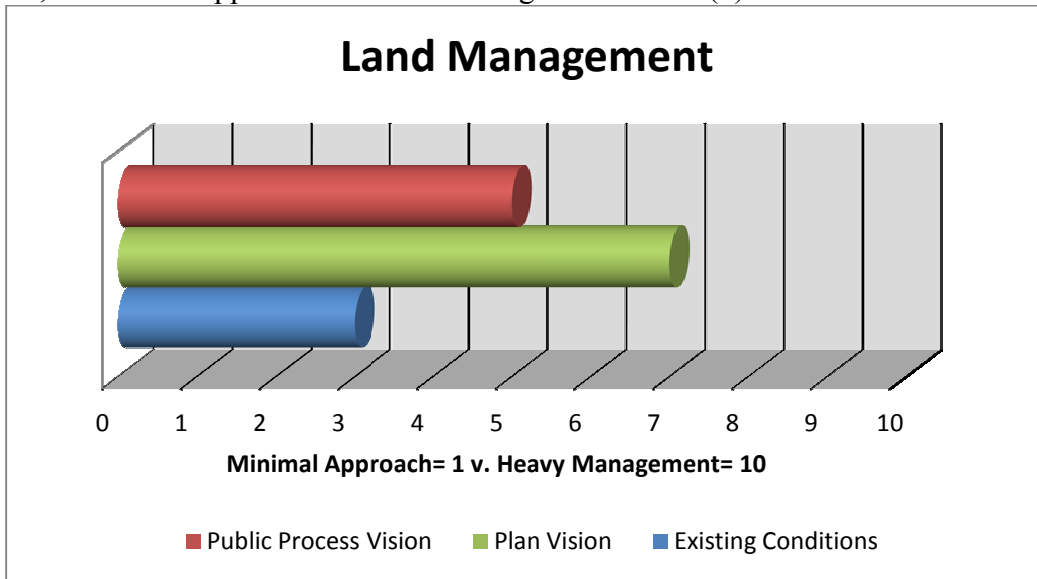 Land Management
0 1 2 3 4 5 6 7 8 9 10
Minimal Approach= 1 v. Heavy Management= 10
Public Process Vision Plan Vision Existing Conditions